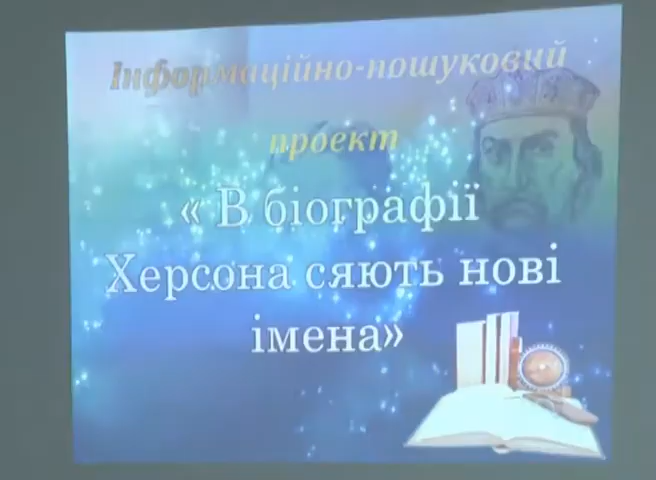 Інформаційно-пошуковий
проект
« В біографії
Херсона сяють нові
імена»